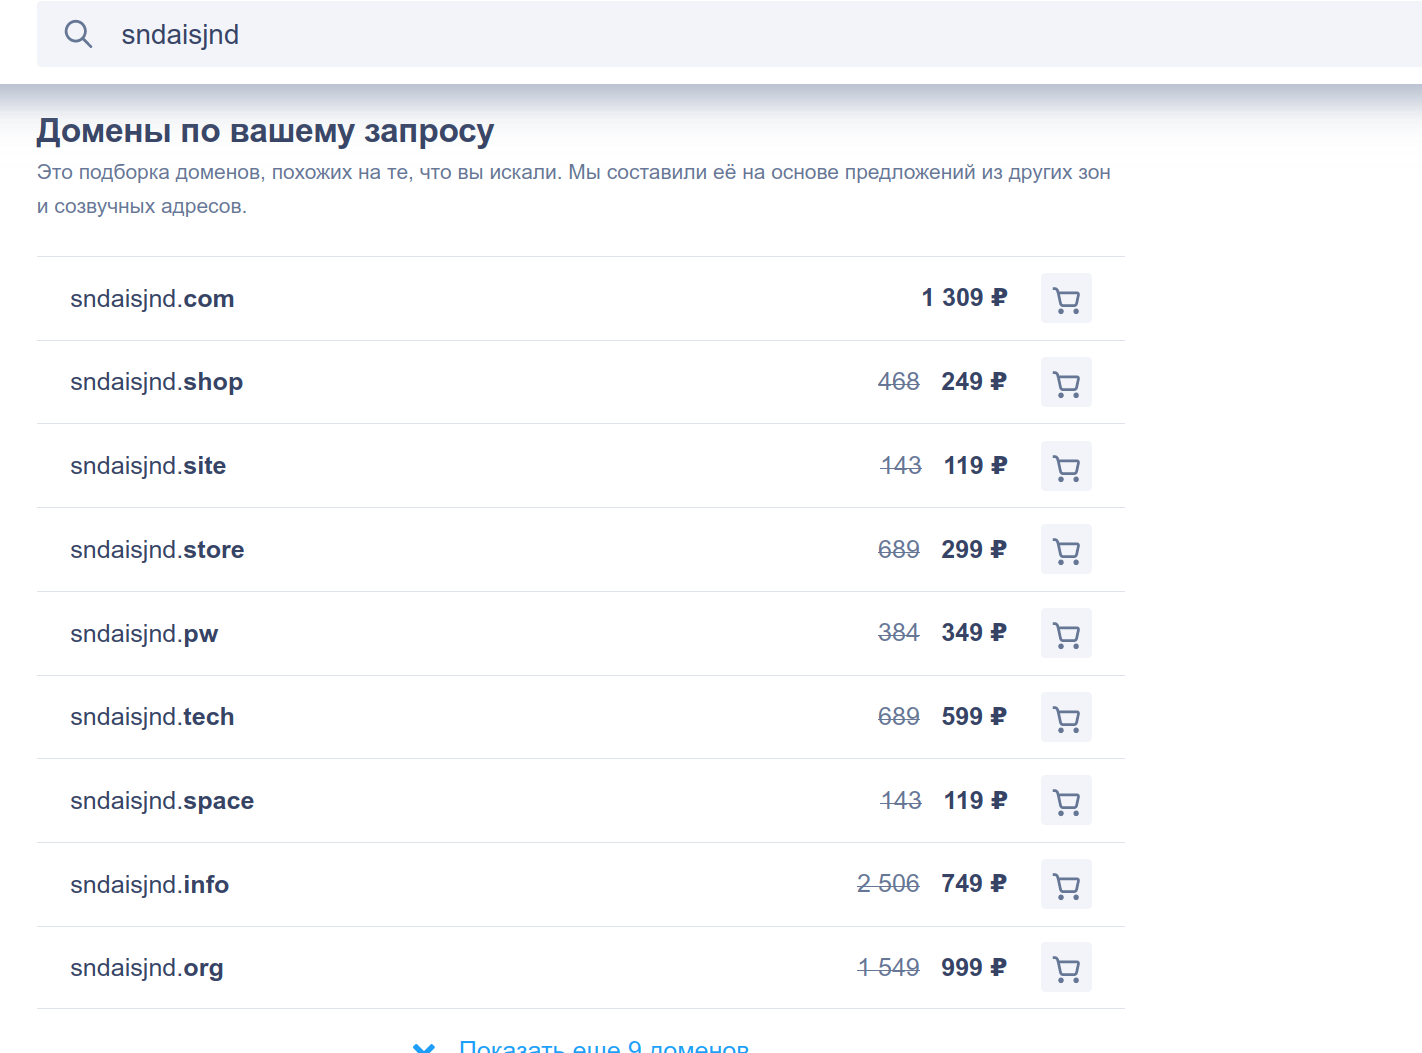 sndaisjnd
Домены по вашему запросу
Это подборка доменов, похожих на те, что вы искали. Мы составили её на основе предложений из других зон
и созвучных адресов.
sndaisjnd.com 1 309 ₽
sndaisjnd.shop 468 249 ₽
sndaisjnd.site 143 119 ₽
sndaisjnd.store 689 299 ₽
sndaisjnd.pw 384 349 ₽
sndaisjnd.tech 689 599 ₽
sndaisjnd.space 143 119 ₽
sndaisjnd.info 2 506 749 ₽
sndaisjnd.org 1 549 999 ₽
Показать еще 9 доменов